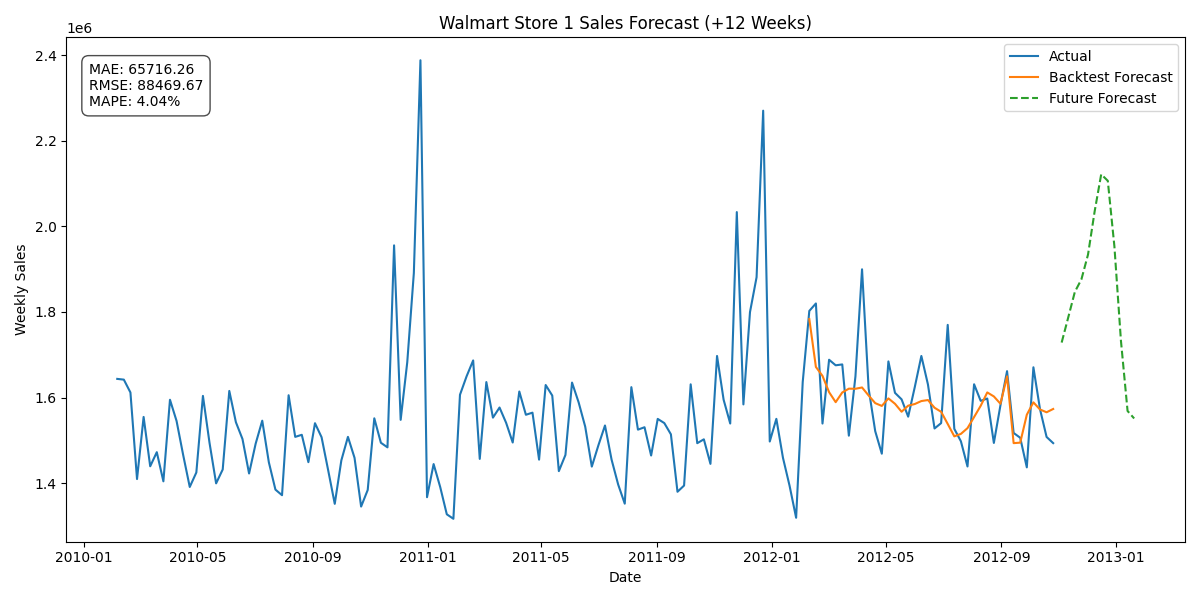 Walmart Store 1 Sales Forecast (+12 Weeks)
1e6
MAE: 65716.26
RMSE: 88469.67
MAPE: 4.04%
Actual
Backtest Forecast
Future Forecast
Weekly Sales
2.4
2.2
2.0
1.8
1.6
1.4
2010-01
2010-05
2010-09
2011-01
2011-05
2011-09
2012-01
2012-05
2012-09
2013-01
Date